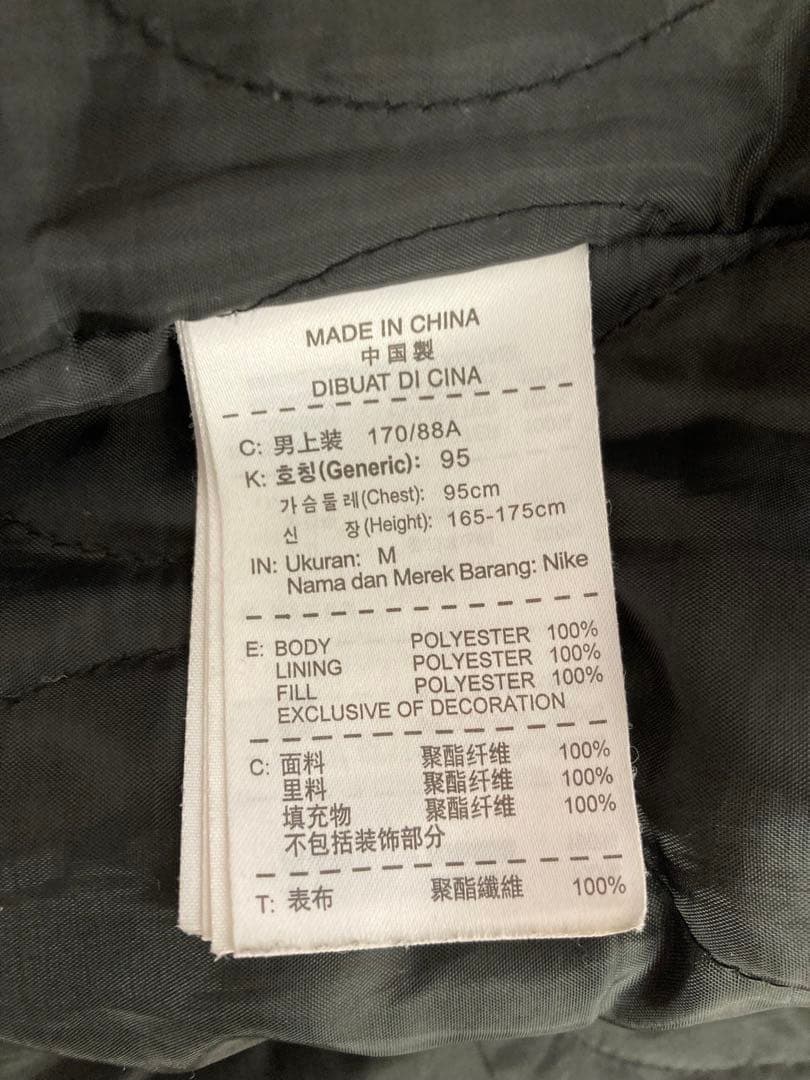 MADE IN CHINA
中国製
DIBUAT DI CINA
C: 男上装 170/88A
K: 호칭(Generic): 95
가슴둘레(Chest): 95cm
신 장(Height): 165-175cm
IN: Ukuran: M
Nama dan Merek Barang: Nike
E: BODY POLYESTER 100%
LINING POLYESTER 100%
FILL POLYESTER 100%
EXCLUSIVE OF DECORATION
C: 面料 聚酯纤维 100%
里料 聚酯纤维 100%
填充物 聚酯纤维 100%
不包括装饰部分
T: 表布 聚酯纖維 100%